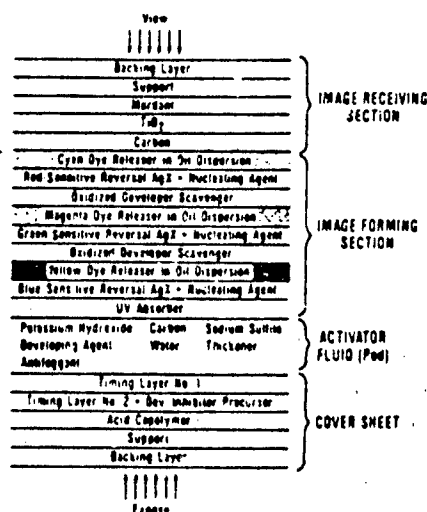 View
Backing Layer
Support
Mordant
TiO2
Carbon
IMAGE RECEIVING
SECTION
Cyan Dye Releaser in Oil Dispersion
Red-Sensitive Reversal AgX + Nucleating Agent
Oxidized Developer Scavenger
Magenta Dye Releaser in Oil Dispersion
Green Sensitive Reversal AgX + Nucleating Agent
Oxidized Developer Scavenger
Yellow Dye Releaser in Oil Dispersion
Blue Sensitive Reversal AgX + Nucleating Agent
UV Absorber
IMAGE FORMING
SECTION
Potassium Hydroxide Carbon Sodium Sulfite
Developing Agent Water Thickener
Antifoggant
ACTIVATOR
FLUID (Pod)
Timing Layer No. 1
Timing Layer No. 2 + Dev. Inhibitor Precursor
Acid Copolymer
Support
Backing Layer
COVER SHEET
Expose